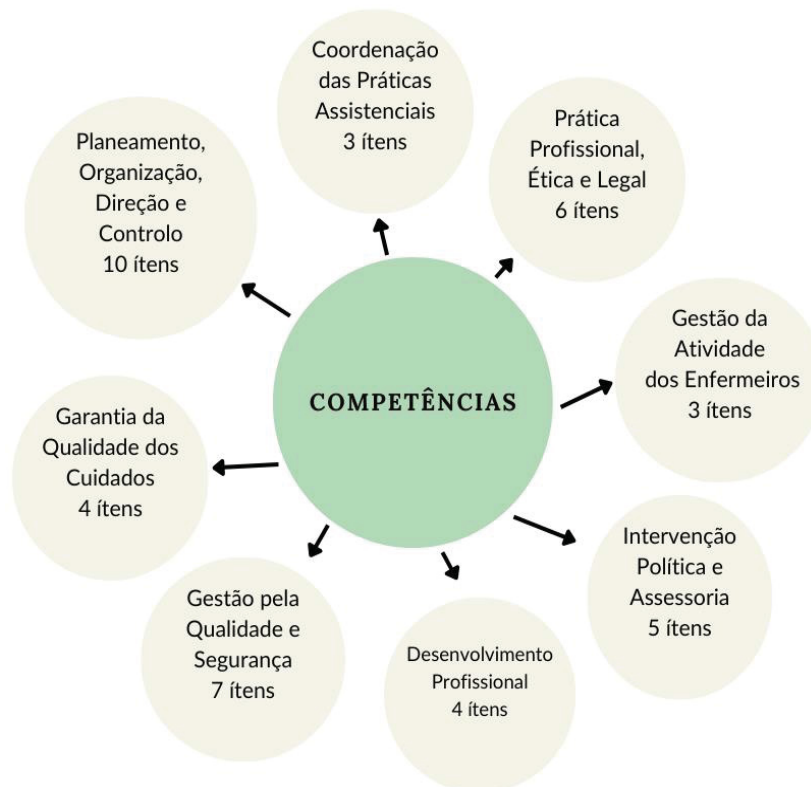 Coordenação
das Práticas
Assistenciais
3 ítens
Prática
Profissional,
Ética e Legal
6 ítens
Planeamento,
Organização,
Direção e
Controlo
10 ítens
Gestão da
Atividade
dos Enfermeiros
3 ítens
COMPETÊNCIAS
Garantia da
Qualidade dos
Cuidados
4 ítens
Intervenção
Política e
Assessoria
5 ítens
Gestão pela
Qualidade e
Segurança
7 ítens
Desenvolvimento
Profissional
4 ítens